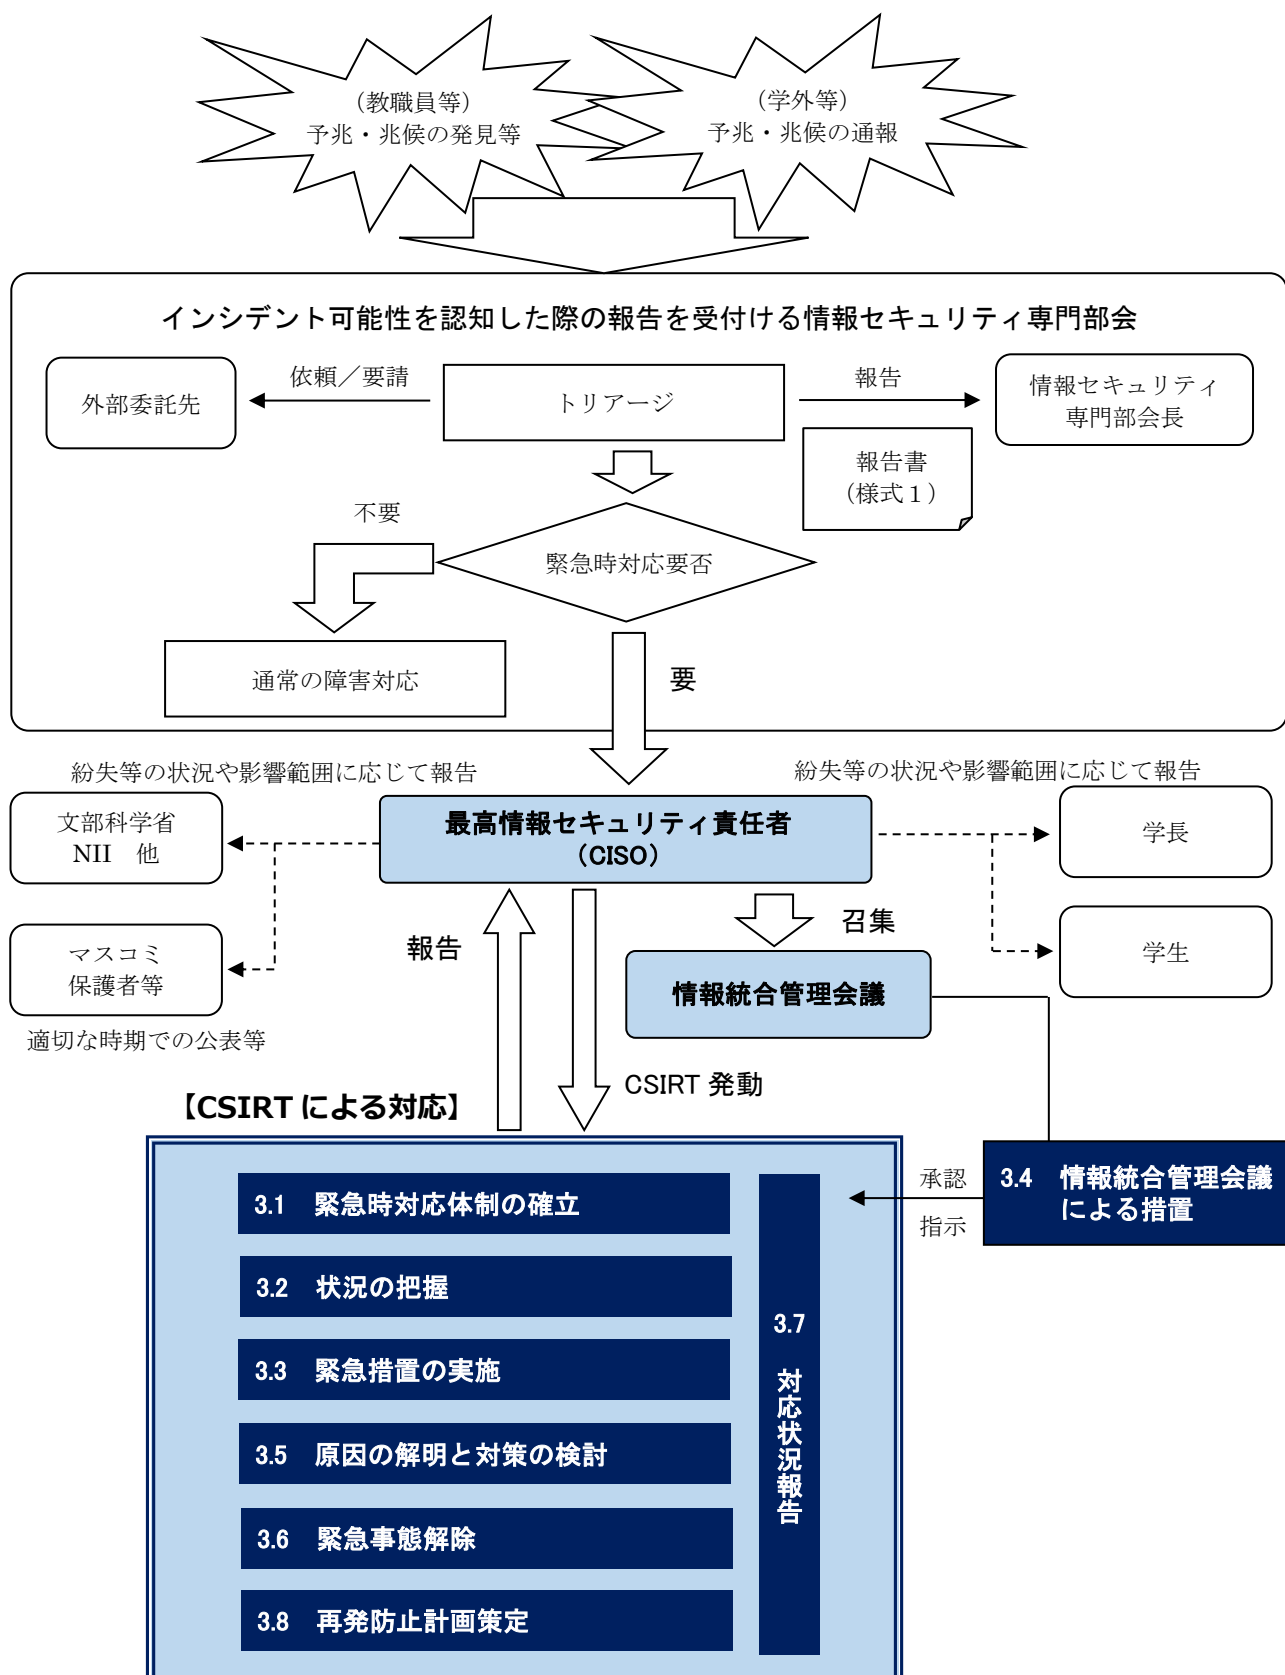 （教職員等）
予兆・兆候の発見等
（学外等）
予兆・兆候の通報
インシデント可能性を認知した際の報告を受付ける情報セキュリティ専門部会
外部委託先
依頼／要請
トリアージ
報告
情報セキュリティ
専門部会長
報告書
（様式１）
不要
緊急時対応要否
通常の障害対応
要
紛失等の状況や影響範囲に応じて報告
紛失等の状況や影響範囲に応じて報告
文部科学省
NII　他
最高情報セキュリティ責任者
（CISO）
学長
マスコミ
保護者等
報告
召集
情報統合管理会議
学生
適切な時期での公表等
CSIRT 発動
【CSIRT による対応】
3.1　緊急時対応体制の確立
3.2　状況の把握
3.3　緊急措置の実施
3.5　原因の解明と対策の検討
3.6　緊急事態解除
3.8　再発防止計画策定
3.7　対応状況報告
承認
指示
3.4　情報統合管理会議
による措置